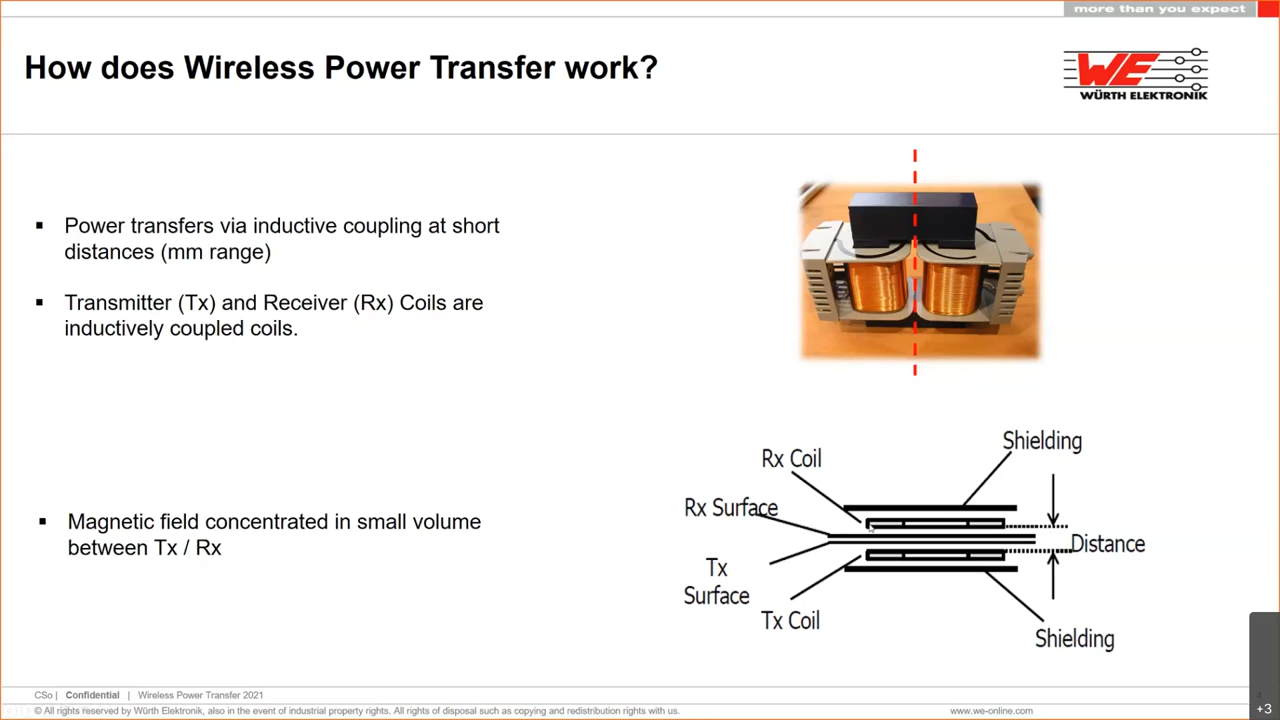 more than you expect
How does Wireless Power Transfer work?
WE
WÜRTH ELEKTRONIK
▪ Power transfers via inductive coupling at short
distances (mm range)
▪ Transmitter (Tx) and Receiver (Rx) Coils are
inductively coupled coils.
▪ Magnetic field concentrated in small volume
between Tx / Rx
Shielding
Rx Coil
Rx Surface
Distance
Tx
Surface
Tx Coil
Shielding
CSo | Confidential | Wireless Power Transfer 2021
4
© All rights reserved by Würth Elektronik, also in the event of industrial property rights. All rights of disposal such as copying and redistribution rights with us.
www.we-online.com
+3